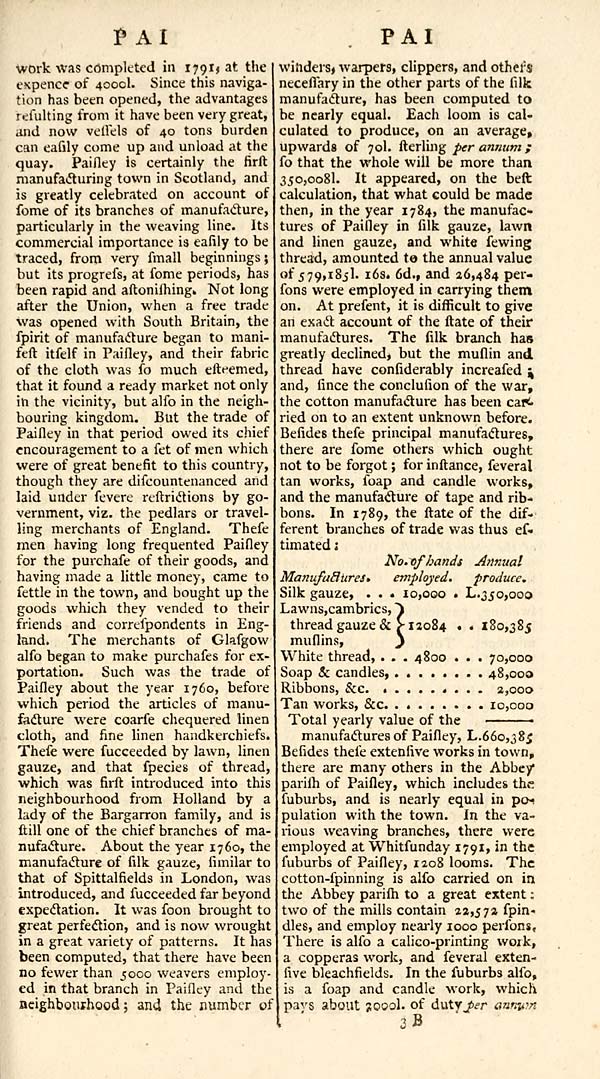 PAI
PAI
work was completed in 1791, at the
expence of 4000l. Since this naviga-
tion has been opened, the advantages
reſulting from it have been very great,
and now veſſels of 40 tons burden
can eaſily come up and unload at the
quay. Paiſley is certainly the firſt
manufacturing town in Scotland, and
is greatly celebrated on account of
ſome of its branches of manufacture,
particularly in the weaving line. Its
commercial importance is eaſily to be
traced, from very ſmall beginnings;
but its progreſs, at ſome periods, has
been rapid and aſtoniſhing. Not long
after the Union, when a free trade
was opened with South Britain, the
ſpirit of manufacture began to mani-
feſt itſelf in Paiſley, and their fabric
of the cloth was ſo much eſteemed,
that it found a ready market not only
in the vicinity, but alſo in the neigh-
bouring kingdom. But the trade of
Paiſley in that period owed its chief
encouragement to a ſet of men which
were of great benefit to this country,
though they are diſcountenanced and
laid under ſevere reſtrictions by go-
vernment, viz. the pedlars or travel-
ling merchants of England. Theſe
men having long frequented Paiſley
for the purchaſe of their goods, and
having made a little money, came to
ſettle in the town, and bought up the
goods which they vended to their
friends and correſpondents in Eng-
land. The merchants of Glaſgow
alſo began to make purchaſes for ex-
portation. Such was the trade of
Paiſley about the year 1760, before
which period the articles of manu-
facture were coarſe chequered linen
cloth, and fine linen handkerchiefs.
Theſe were ſucceeded by lawn, linen
gauze, and that ſpecies of thread,
which was firſt introduced into this
neighbourhood from Holland by a
lady of the Bargarron family, and is
ſtill one of the chief branches of ma-
nufacture. About the year 1760, the
manufacture of ſilk gauze, ſimilar to
that of Spittalfields in London, was
introduced, and ſucceeded far beyond
expectation. It was ſoon brought to
great perfection, and is now wrought
in a great variety of patterns. It has
been computed, that there have been
no fewer than 5000 weavers employ-
ed in that branch in Paiſley and the
neighbourhood; and the number of
winders, warpers, clippers, and others
neceſſary in the other parts of the ſilk
manufacture, has been computed to
be nearly equal. Each loom is cal-
culated to produce, on an average,
upwards of 70l. ſterling per annum;
ſo that the whole will be more than
350,008l. It appeared, on the beſt
calculation, that what could be made
then, in the year 1784, the manufac-
tures of Paiſley in ſilk gauze, lawn
and linen gauze, and white ſewing
thread, amounted to the annual value
of 579,185l. 16s. 6d., and 26,484 per-
ſons were employed in carrying them
on. At preſent, it is difficult to give
an exact account of the ſtate of their
manufactures. The ſilk branch has
greatly declined, but the muſlin and
thread have conſiderably increaſed;
and, ſince the concluſion of the war,
the cotton manufacture has been car-
ried on to an extent unknown before.
Beſides theſe principal manufactures,
there are ſome others which ought
not to be forgot; for inſtance, ſeveral
tan works, ſoap and candle works,
and the manufacture of tape and rib-
bons. In 1789, the ſtate of the dif-
ferent branches of trade was thus eſ-
timated:
No. of hands Annual
Manufactures. employed. produce.
Silk gauze, . . . 10,000 . L.350,000
Lawns,cambrics,
thread gauze & } 12084 . . 180,385
muſlins,
White thread, . . . 4800 . . . 70,000
Soap & candles, . . . . . . . . 48,000
Ribbons, &c. . . . . . . . . . 2,000
Tan works, &c. . . . . . . . . 10,000
Total yearly value of the
manufactures of Paiſley, L.660,385
Beſides theſe extenſive works in town,
there are many others in the Abbey
pariſh of Paiſley, which includes the
ſuburbs, and is nearly equal in po-
pulation with the town. In the va-
rious weaving branches, there were
employed at Whitſunday 1791, in the
ſuburbs of Paiſley, 1208 looms. The
cotton-ſpinning is alſo carried on in
the Abbey pariſh to a great extent:
two of the mills contain 22,572 ſpin-
dles, and employ nearly 1000 perſons.
There is alſo a calico-printing work,
a copperas work, and ſeveral exten-
ſive bleachfields. In the ſuburbs alſo,
is a ſoap and candle work, which
pays about 2000l. of duty per annum
3 B